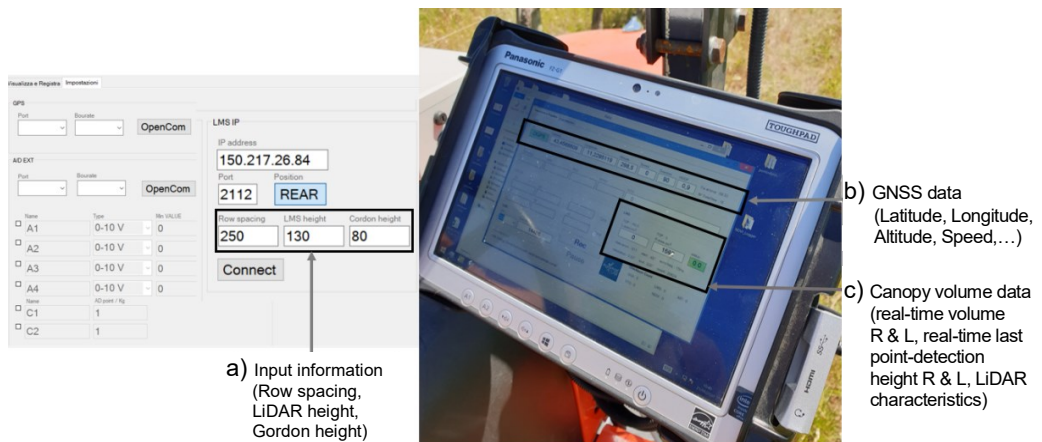 Visualizza e Registra Impostazioni
GPS
Port Bourate
OpenCom
AID EXT
Port Bourate
OpenCom
Name Type Min VALUE
A1 0-10 V 0
A2 0-10 V 0
A3 0-10 V 0
A4 0-10 V 0
Name AD point / Kg
C1 1
C2 1
LMS IP
IP address
150.217.26.84
Port Position
2112 REAR
Row spacing LMS height Cordon height
250 130 80
Connect
a) Input information
(Row spacing,
LiDAR height,
Gordon height)
Panasonic
TOUGHPAD
HDMI
b) GNSS data
(Latitude, Longitude,
Altitude, Speed,…)
c) Canopy volume data
(real-time volume
R & L, real-time last
point-detection
height R & L, LiDAR
characteristics)